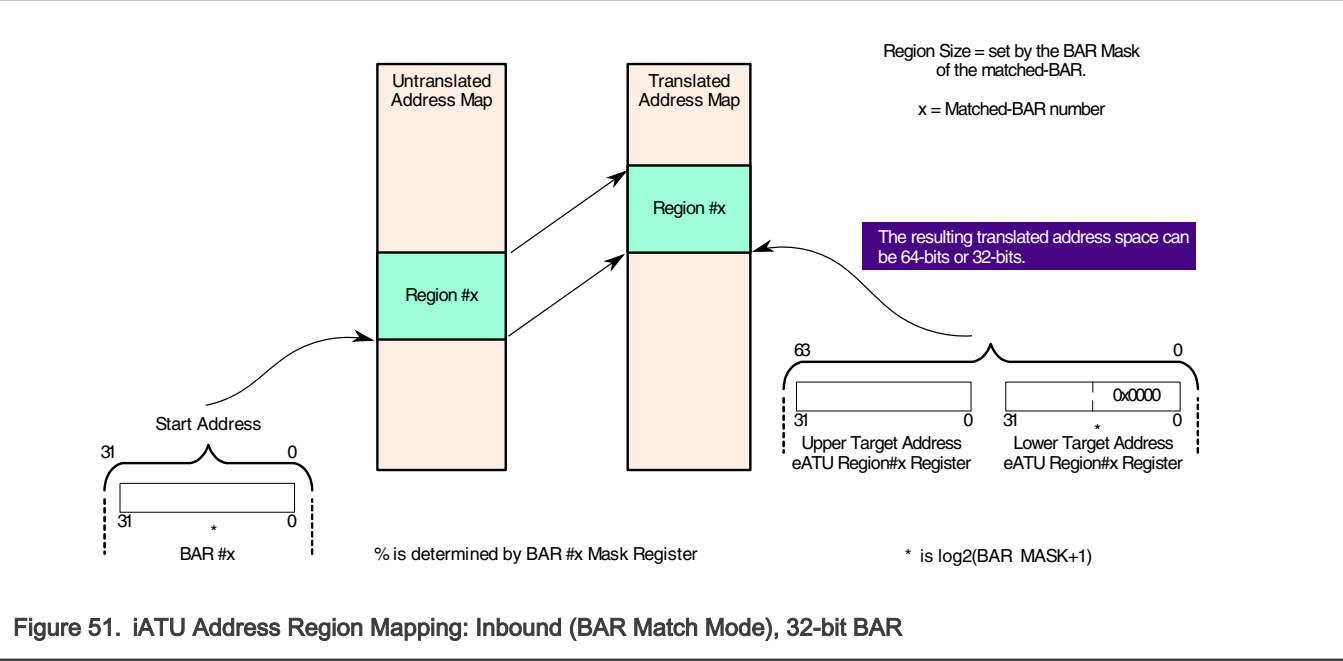 Region Size = set by the BAR Mask
of the matched-BAR.
x = Matched-BAR number
Untranslated
Address Map
Translated
Address Map
Region #x
Region #x
The resulting translated address space can
be 64-bits or 32-bits.
63
0
0x0000
31
0
31
*
0
Upper Target Address
eATU Region#x Register
Lower Target Address
eATU Region#x Register
Start Address
31
0
31
*
0
BAR #x
% is determined by BAR #x Mask Register
* is log2(BAR MASK+1)
Figure 51. iATU Address Region Mapping: Inbound (BAR Match Mode), 32-bit BAR